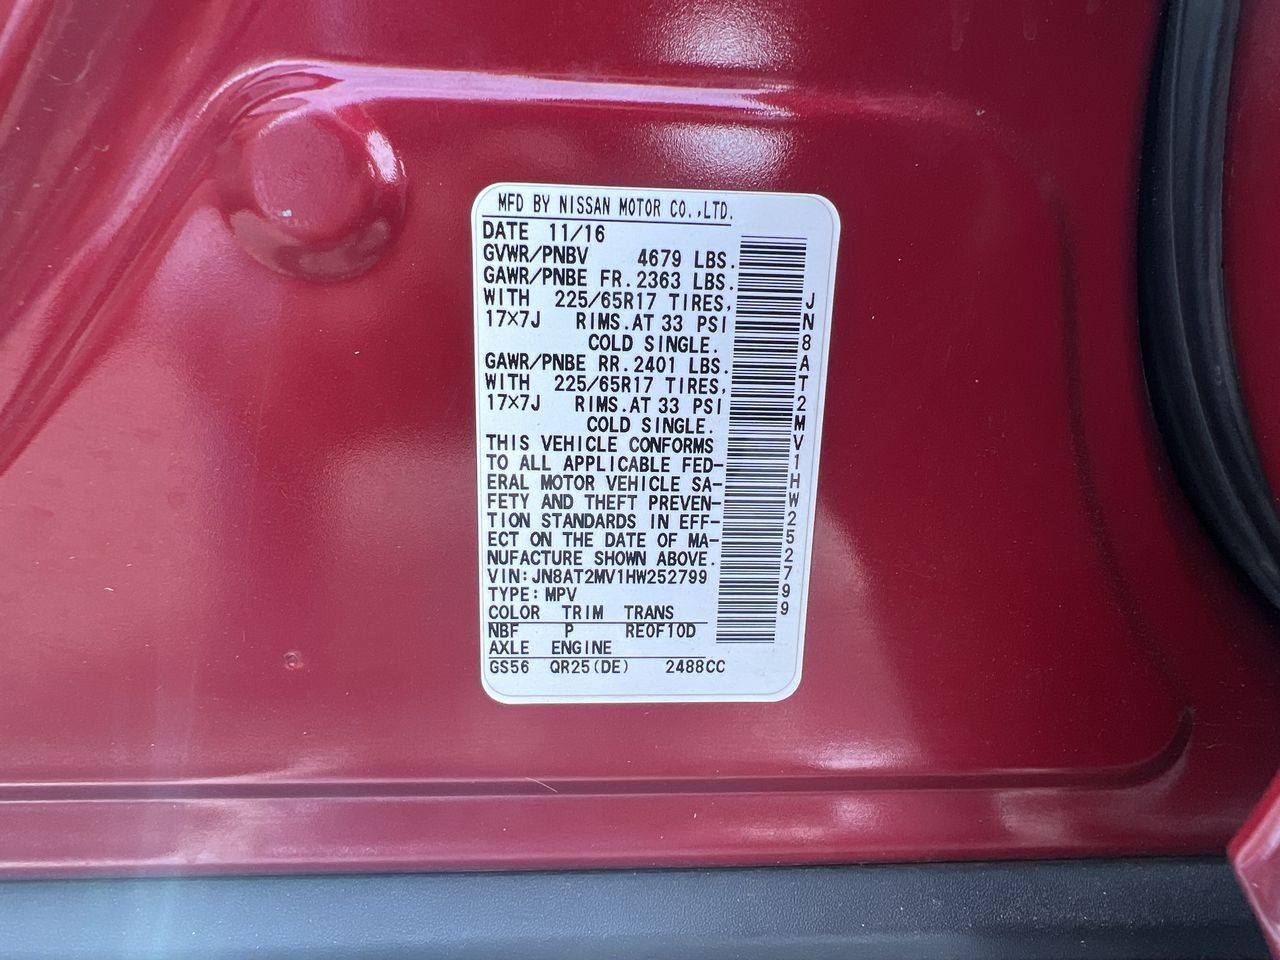 MFD BY NISSAN MOTOR CO.,LTD.
DATE 11/16
GVWR/PNBV 4679 LBS.
GAWR/PNBE FR.2363 LBS.
WITH 225/65R17 TIRES,
17×7J RIMS.AT 33 PSI
COLD SINGLE.
GAWR/PNBE RR.2401 LBS.
WITH 225/65R17 TIRES,
17×7J RIMS.AT 33 PSI
COLD SINGLE.
THIS VEHICLE CONFORMS
TO ALL APPLICABLE FED-
ERAL MOTOR VEHICLE SA-
FETY AND THEFT PREVEN-
TION STANDARDS IN EFF-
ECT ON THE DATE OF MA-
NUFACTURE SHOWN ABOVE.
VIN:JN8AT2MV1HW252799
TYPE:MPV
COLOR TRIM TRANS
NBF P RE0F10D
AXLE ENGINE
GS56 QR25(DE) 2488CC
JN8AT2MV1HW252799